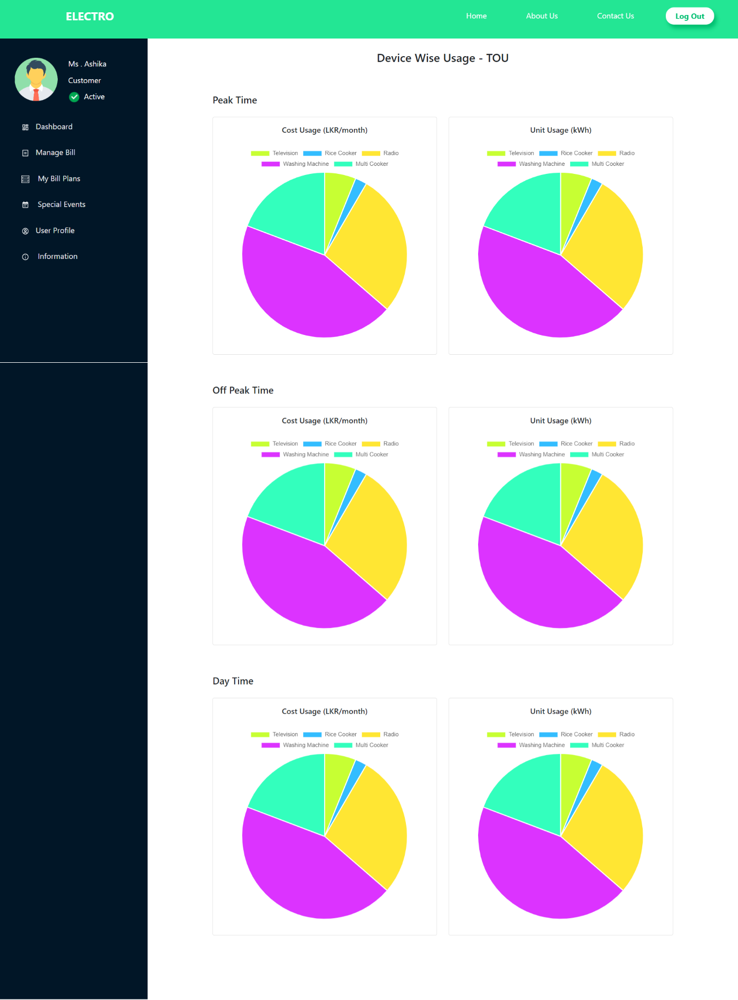 ELECTRO
Home
About Us
Contact Us
Log Out
Ms . Ashika
Customer
Active
Dashboard
Manage Bill
My Bill Plans
Special Events
User Profile
Information
Device Wise Usage - TOU
Peak Time
Cost Usage (LKR/month)
Television Rice Cooker Radio
Washing Machine Multi Cooker
Unit Usage (kWh)
Television Rice Cooker Radio
Washing Machine Multi Cooker
Off Peak Time
Cost Usage (LKR/month)
Television Rice Cooker Radio
Washing Machine Multi Cooker
Unit Usage (kWh)
Television Rice Cooker Radio
Washing Machine Multi Cooker
Day Time
Cost Usage (LKR/month)
Television Rice Cooker Radio
Washing Machine Multi Cooker
Unit Usage (kWh)
Television Rice Cooker Radio
Washing Machine Multi Cooker